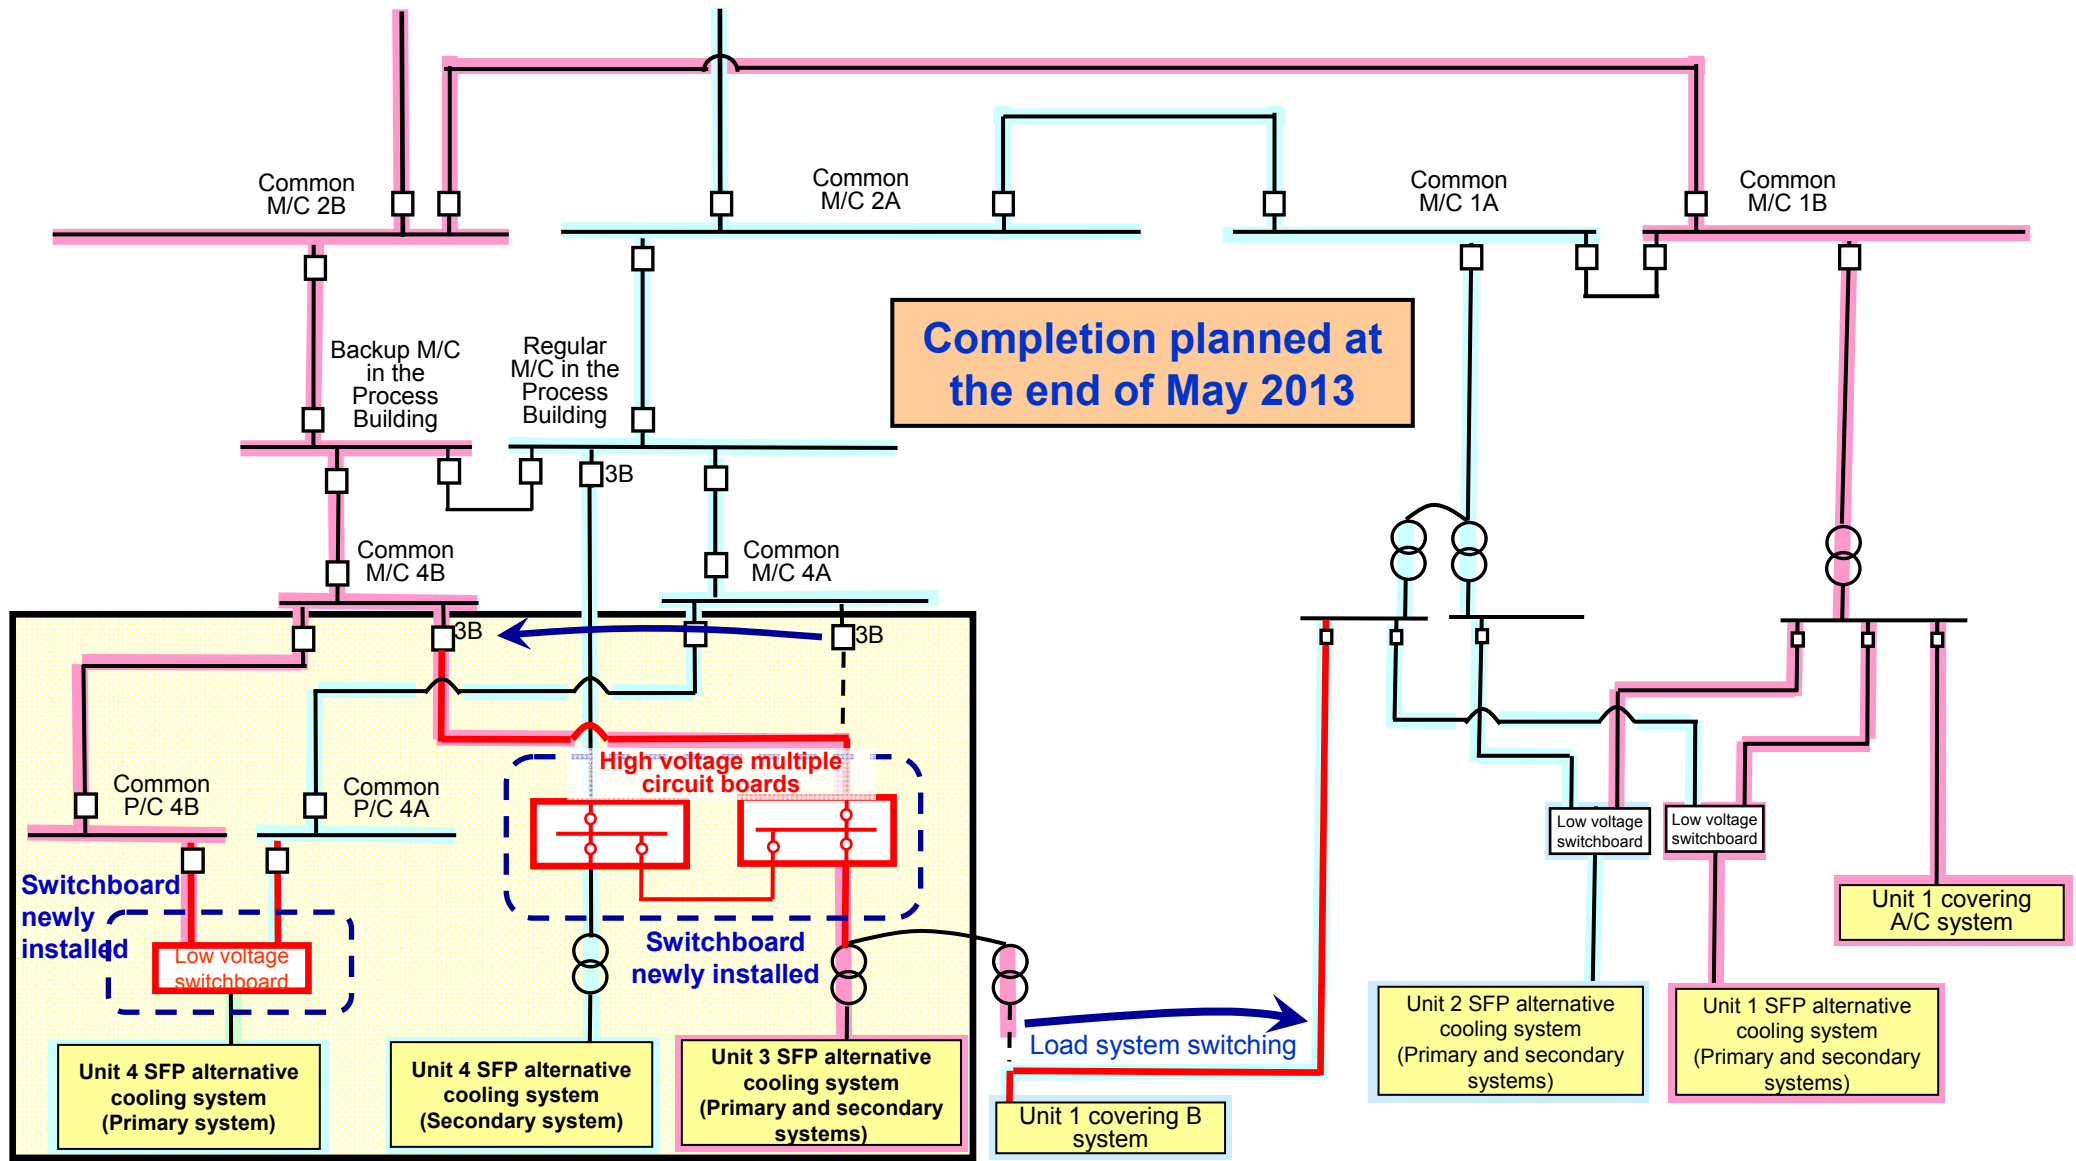 Common
M/C 2B
Common
M/C 2A
Common
M/C 1A
Common
M/C 1B
Backup M/C
in the
Process
Building
Regular
M/C in the
Process
Building
Completion planned at
the end of May 2013
3B
Common
M/C 4B
Common
M/C 4A
3B
3B
High voltage multiple
circuit boards
Common
P/C 4B
Common
P/C 4A
Low voltage
switchboard
Low voltage
switchboard
Switchboard
newly
installed
Low voltage
switchboard
Switchboard
newly installed
Unit 1 covering
A/C system
Load system switching
Unit 4 SFP alternative
cooling system
(Primary system)
Unit 4 SFP alternative
cooling system
(Secondary system)
Unit 3 SFP alternative
cooling system
(Primary and secondary
systems)
Unit 1 covering B
system
Unit 2 SFP alternative
cooling system
(Primary and secondary
systems)
Unit 1 SFP alternative
cooling system
(Primary and secondary
systems)